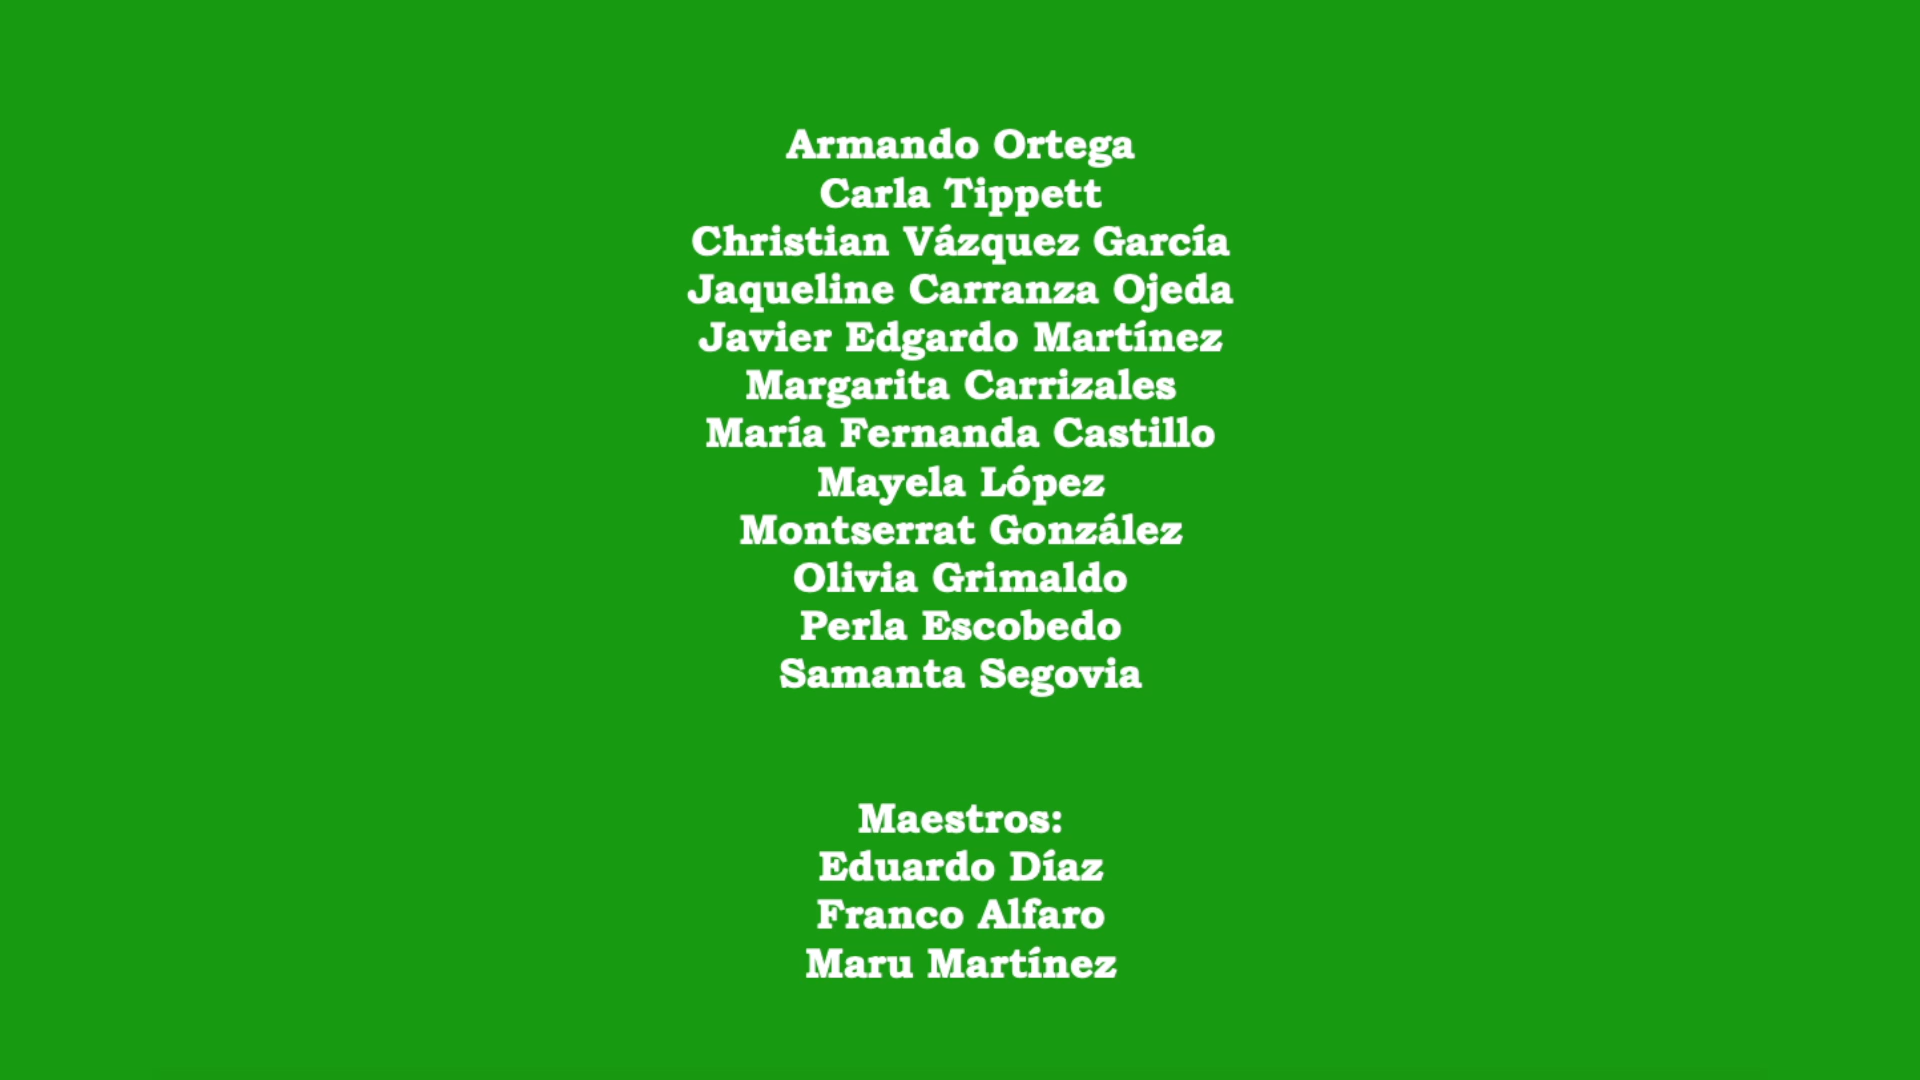 Armando Ortega
Carla Tippett
Christian Vázquez García
Jaqueline Carranza Ojeda
Javier Edgardo Martínez
Margarita Carrizales
María Fernanda Castillo
Mayela López
Montserrat González
Olivia Grimaldo
Perla Escobedo
Samanta Segovia
Maestros:
Eduardo Díaz
Franco Alfaro
Maru Martínez